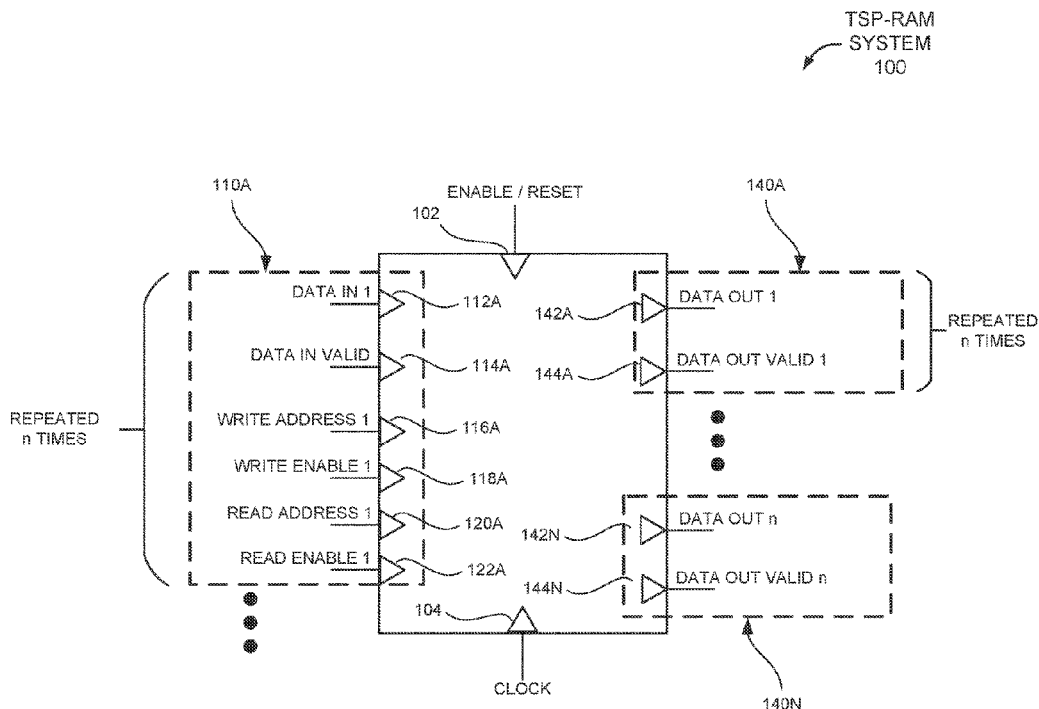 TSP-RAM
SYSTEM
100
110A
ENABLE / RESET
140A
102
DATA IN 1
112A
142A
DATA OUT 1
REPEATED
n TIMES
DATA IN VALID
114A
144A
DATA OUT VALID 1
REPEATED
n TIMES
WRITE ADDRESS 1
116A
WRITE ENABLE 1
118A
READ ADDRESS 1
120A
142N
DATA OUT n
READ ENABLE 1
122A
144N
DATA OUT VALID n
104
CLOCK
140N